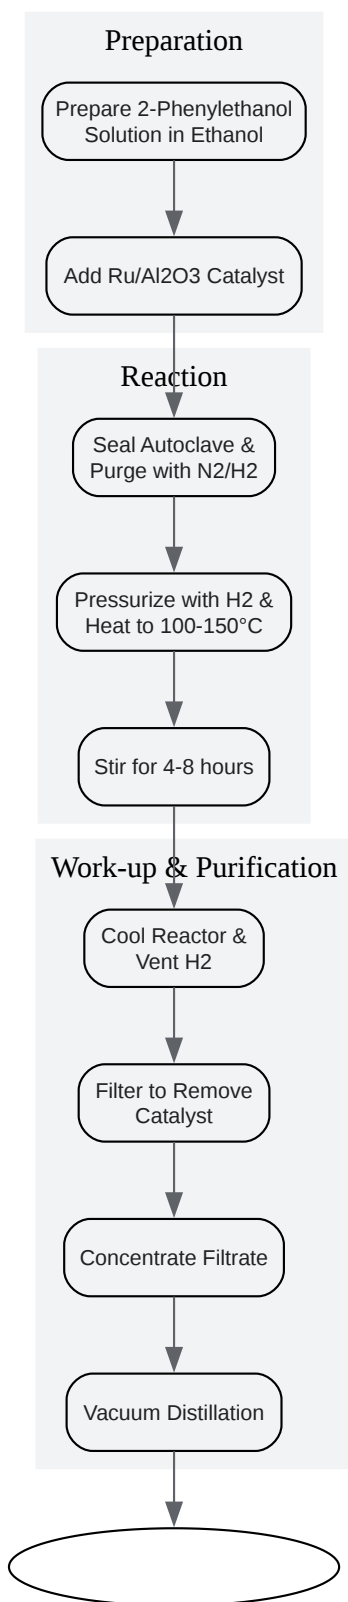 Preparation
Prepare 2-Phenylethanol
Solution in Ethanol
Add Ru/Al2O3 Catalyst
Reaction
Seal Autoclave &
Purge with N2/H2
Pressurize with H2 &
Heat to 100-150°C
Stir for 4-8 hours
Work-up & Purification
Cool Reactor &
Vent H2
Filter to Remove
Catalyst
Concentrate Filtrate
Vacuum Distillation